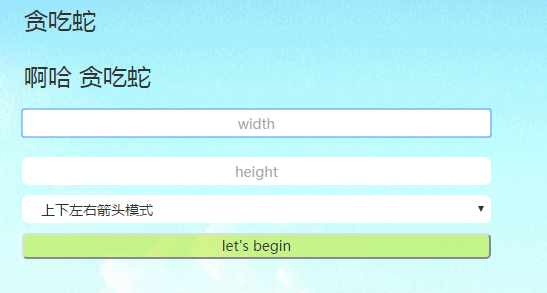 贪吃蛇
啊哈 贪吃蛇
width
height
上下左右箭头模式
let's begin